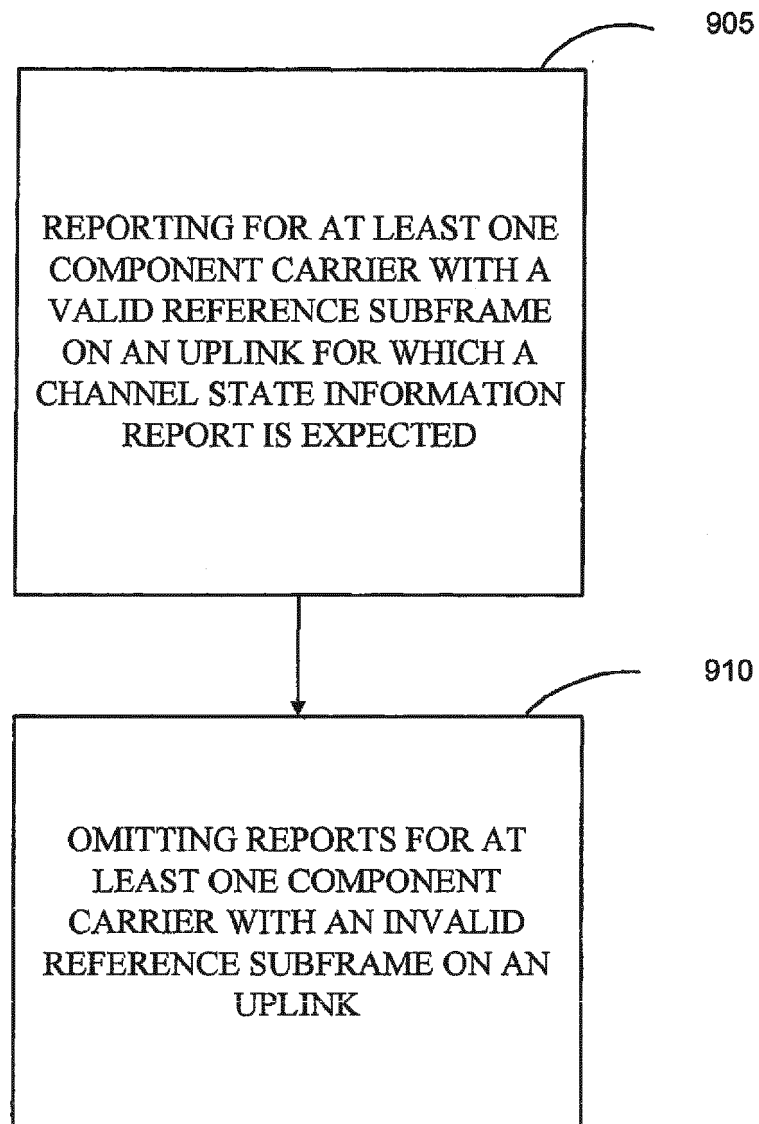 905
REPORTING FOR AT LEAST ONE
COMPONENT CARRIER WITH A
VALID REFERENCE SUBFRAME
ON AN UPLINK FOR WHICH A
CHANNEL STATE INFORMATION
REPORT IS EXPECTED
910
OMITTING REPORTS FOR AT
LEAST ONE COMPONENT
CARRIER WITH AN INVALID
REFERENCE SUBFRAME ON AN
UPLINK